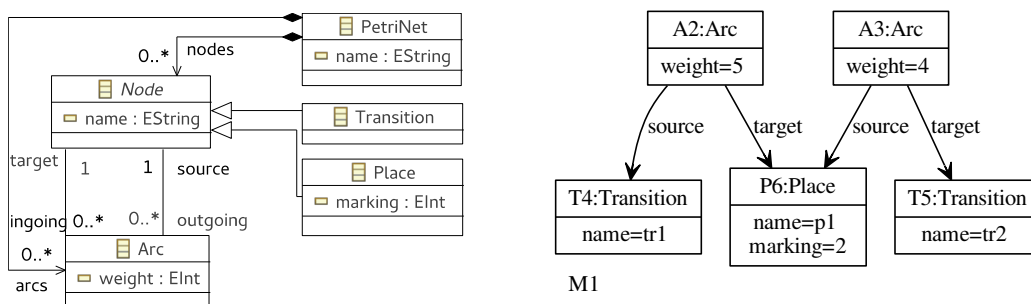 PetriNet
name : EString
nodes
0..*
Node
name : EString
Transition
Place
marking : EInt
target
1
1
source
ingoing
0..*
0..*
outgoing
0..*
arcs
Arc
weight : EInt
A2:Arc
weight=5
A3:Arc
weight=4
source
target
source
target
T4:Transition
name=tr1
P6:Place
name=p1
marking=2
T5:Transition
name=tr2
M1